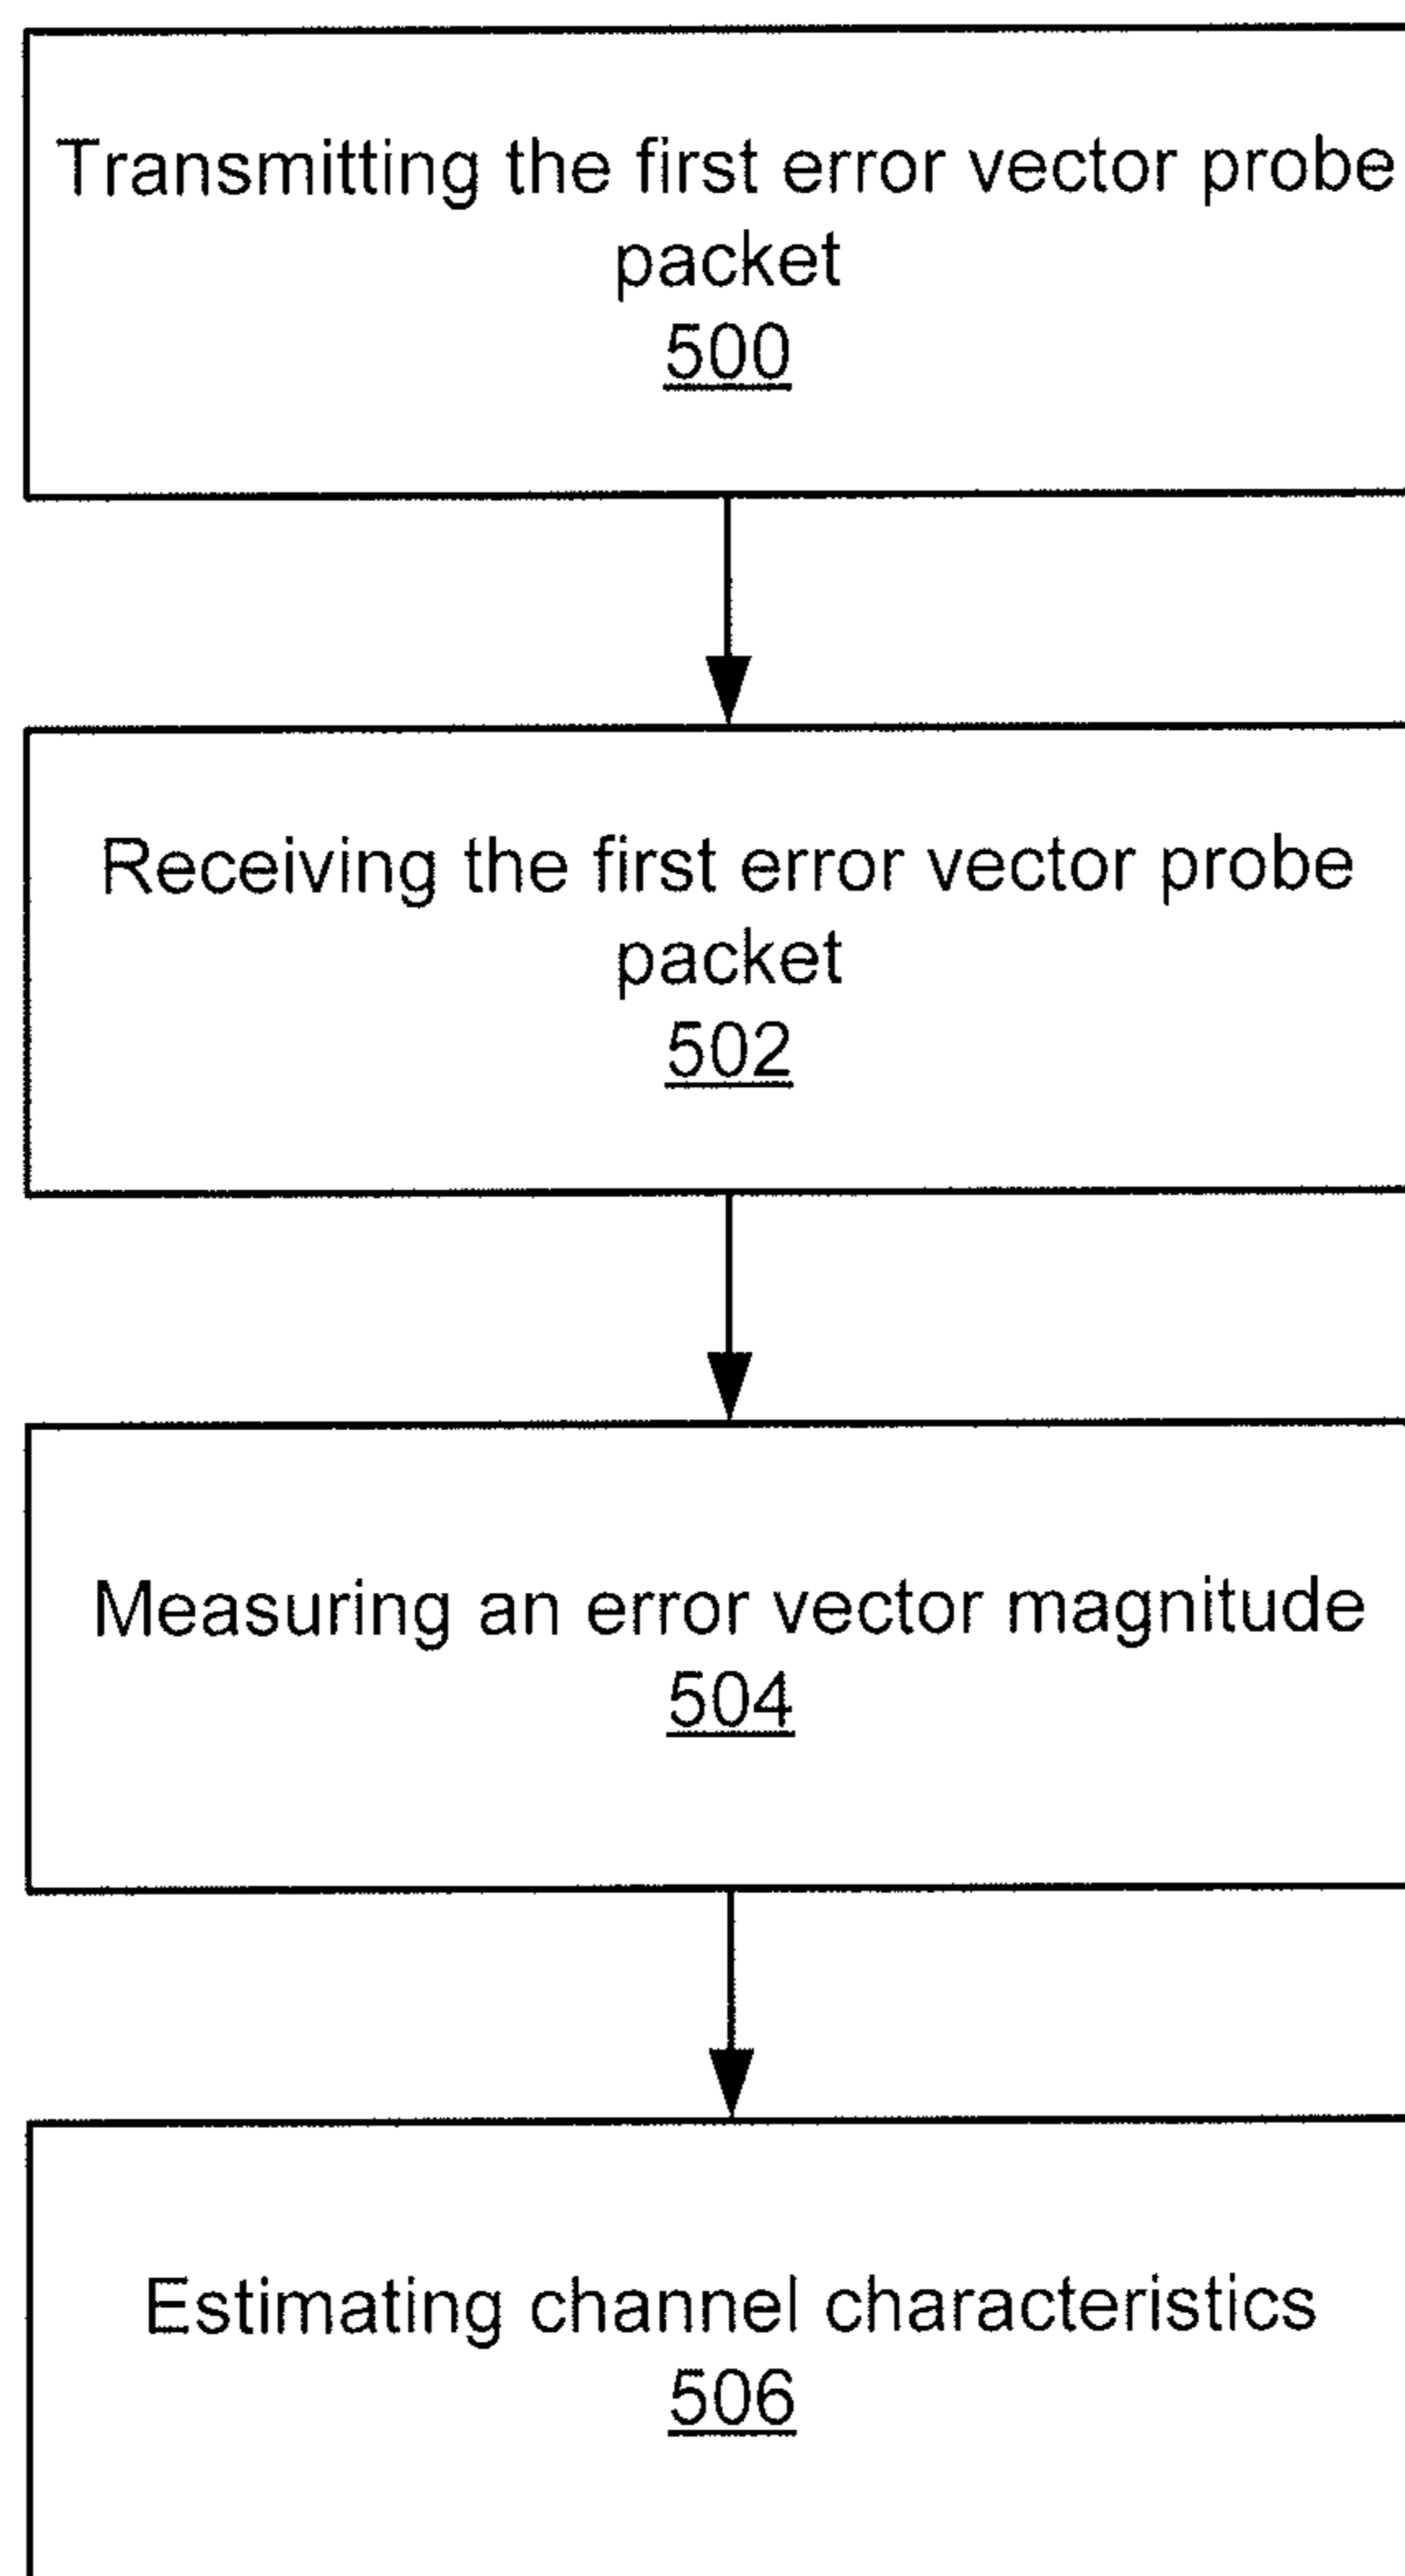 Transmitting the first error vector probe
packet
500
Receiving the first error vector probe
packet
502
Measuring an error vector magnitude
504
Estimating channel characteristics
506